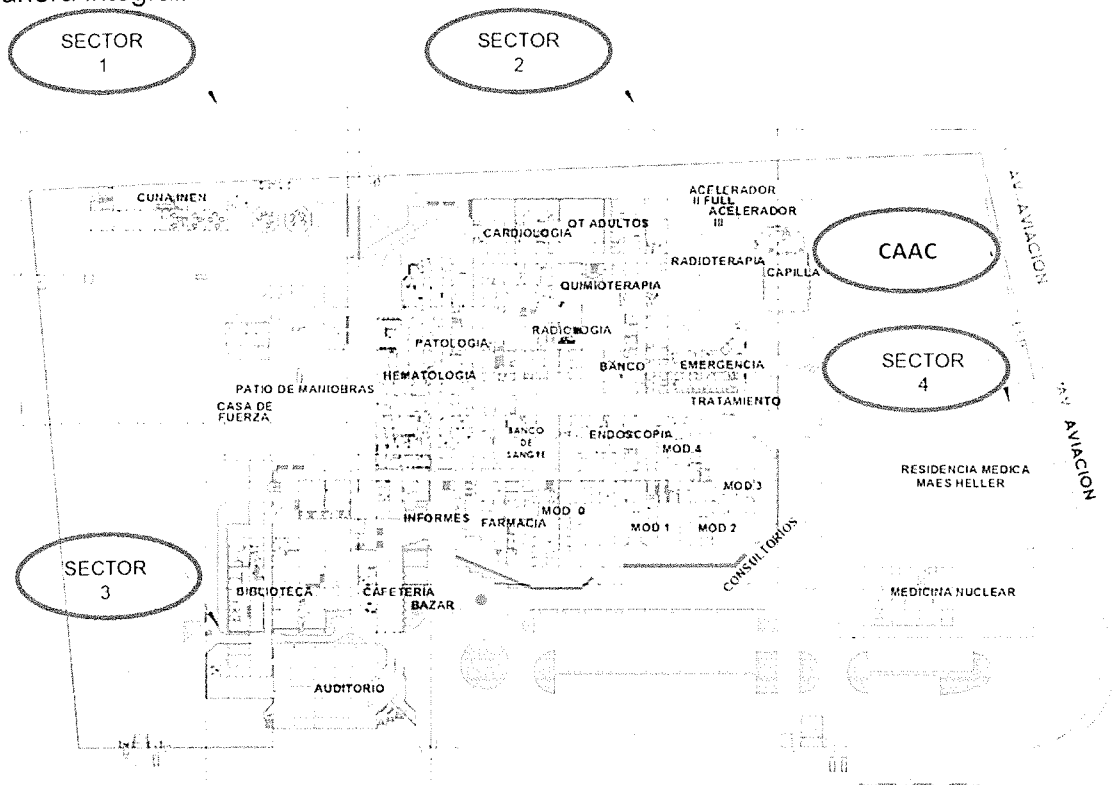 SECTOR
1
SECTOR
2
CUNA INEN
ACELERADOR
II FULL
ACELERADOR
III
CARDIOLOGIA
QT ADULTOS
RADIOTERAPIA
CAPILLA
CAAC
AV. AVIACION
QUIMIOTERAPIA
RADIOLOGIA
PATOLOGIA
HEMATOLOGIA
BANCO
EMERGENCIA
SECTOR
4
PATIO DE MANIOBRAS
CASA DE
FUERZA
TRATAMIENTO
AV. AVIACION
BANCO
DE
SANGRE
ENDOSCOPIA
MOD.4
RESIDENCIA MEDICA
MAES HELLER
MOD 3
INFORMES
FARMACIA
MOD 0
MOD 1
MOD 2
CONSULTORIOS
SECTOR
3
BIBLIOTECA
CAFETERÍA
BAZAR
MEDICINA NUCLEAR
AUDITORIO